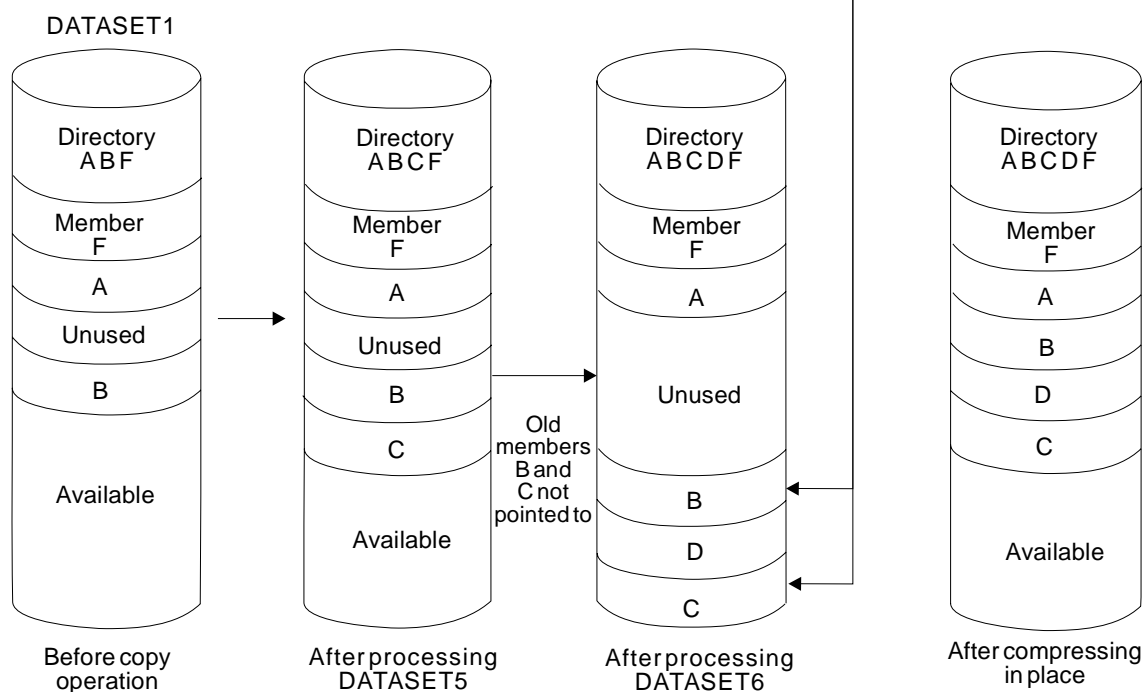 DATASET1
Directory
A B F
Member
F
A
Unused
B
Available
Before copy
operation
Directory
A B C F
Member
F
A
Unused
B
C
Available
After processing
DATASET5
Old
members
B and
C not
pointed to
Directory
A B C D F
Member
F
A
Unused
B
D
C
After processing
DATASET6
Directory
A B C D F
Member
F
A
B
D
C
Available
After compressing
in place